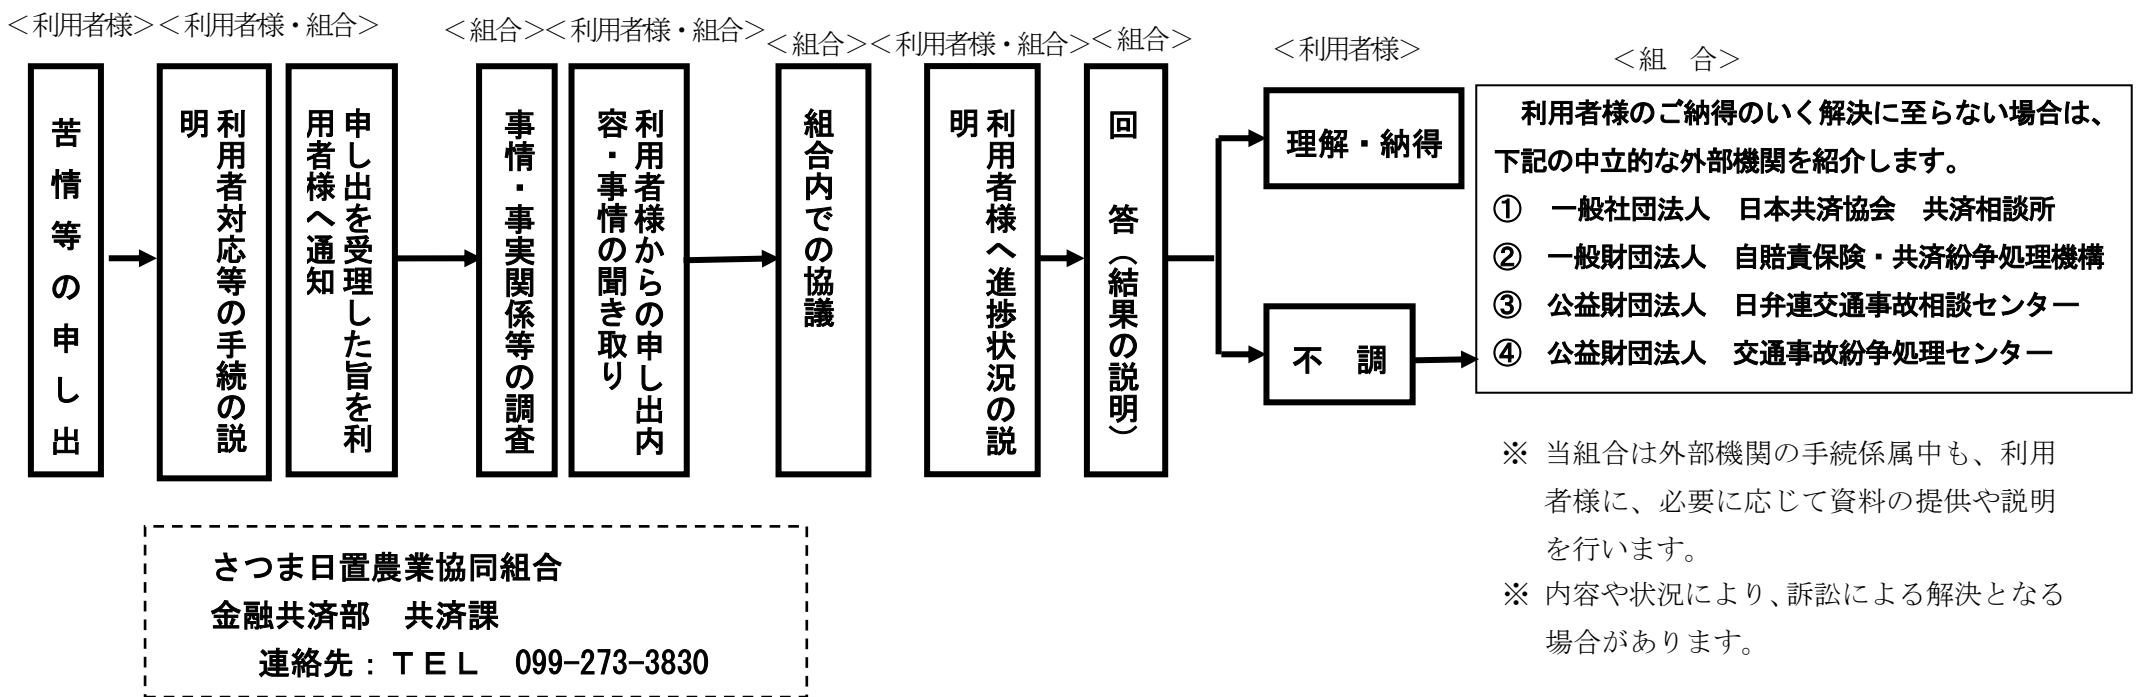 ＜利用者様＞
＜利用者様・組合＞
＜組合＞
＜利用者様・組合＞
＜組合＞
＜利用者様・組合＞
＜組合＞
＜利用者様＞
＜組　合＞
苦情等の申し出
利用者対応等の手続の説
明
申し出を受理した旨を利
用者様へ通知
事情・事実関係等の調査
利用者様からの申し出内
容・事情の聞き取り
組合内での協議
利用者様へ進捗状況の説
明
回　答（結果の説明）
理解・納得
不　調
利用者様のご納得のいく解決に至らない場合は、
下記の中立的な外部機関を紹介します。
①　一般社団法人　日本共済協会　共済相談所
②　一般財団法人　自賠責保険・共済紛争処理機構
③　公益財団法人　日弁連交通事故相談センター
④　公益財団法人　交通事故紛争処理センター
※ 当組合は外部機関の手続係属中も、利用
者様に、必要に応じて資料の提供や説明
を行います。
※ 内容や状況により、訴訟による解決となる
場合があります。
さつま日置農業協同組合
金融共済部　共済課
連絡先：ＴＥＬ　099-273-3830